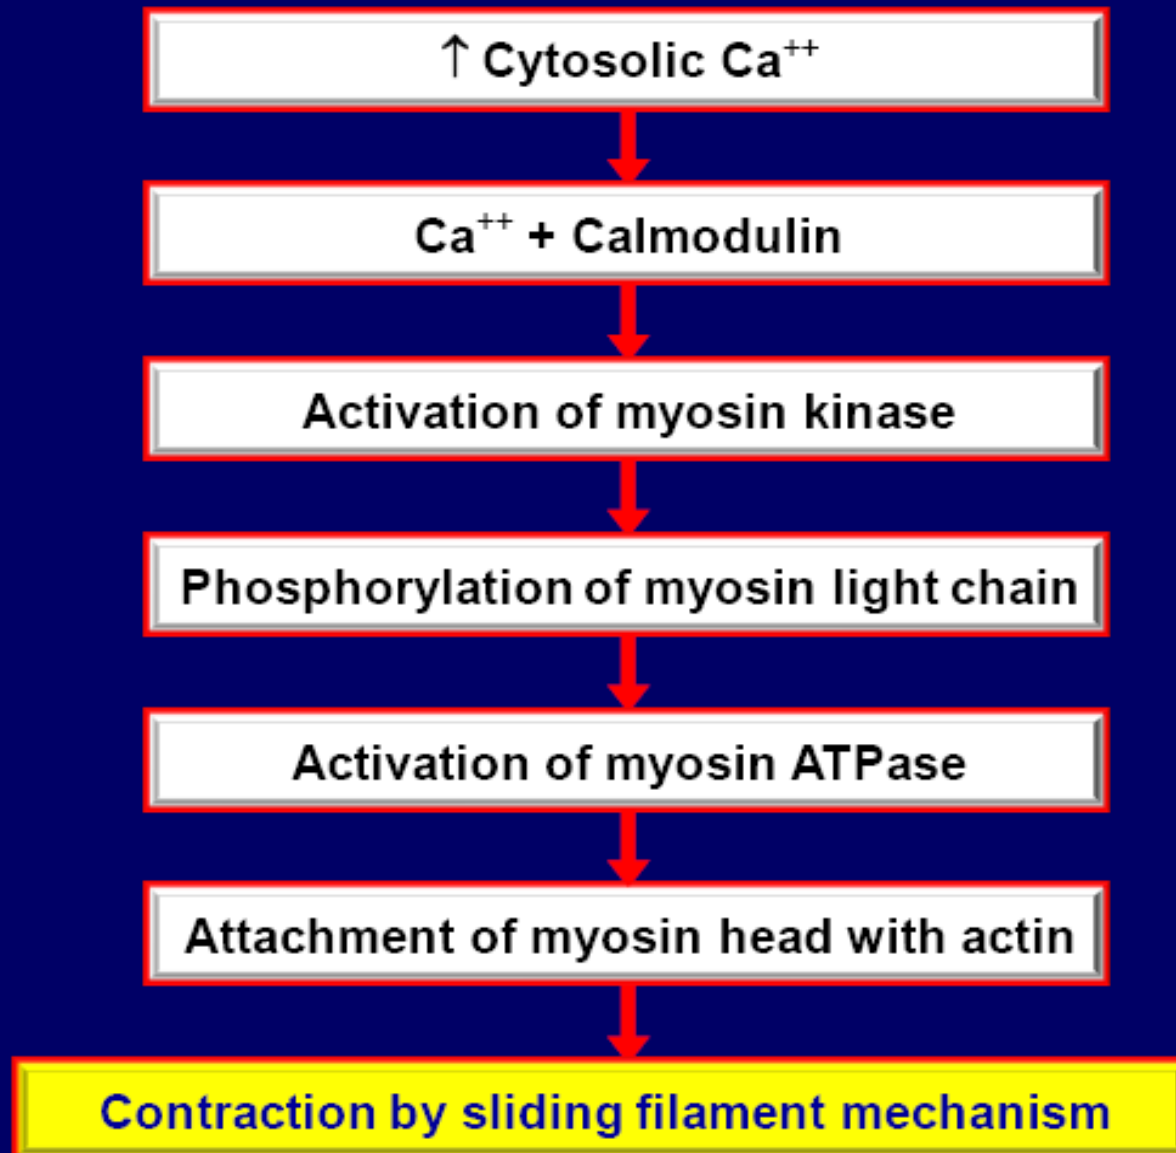 ↑ Cytosolic Ca⁺⁺
Ca⁺⁺ + Calmodulin
Activation of myosin kinase
Phosphorylation of myosin light chain
Activation of myosin ATPase
Attachment of myosin head with actin
Contraction by sliding filament mechanism